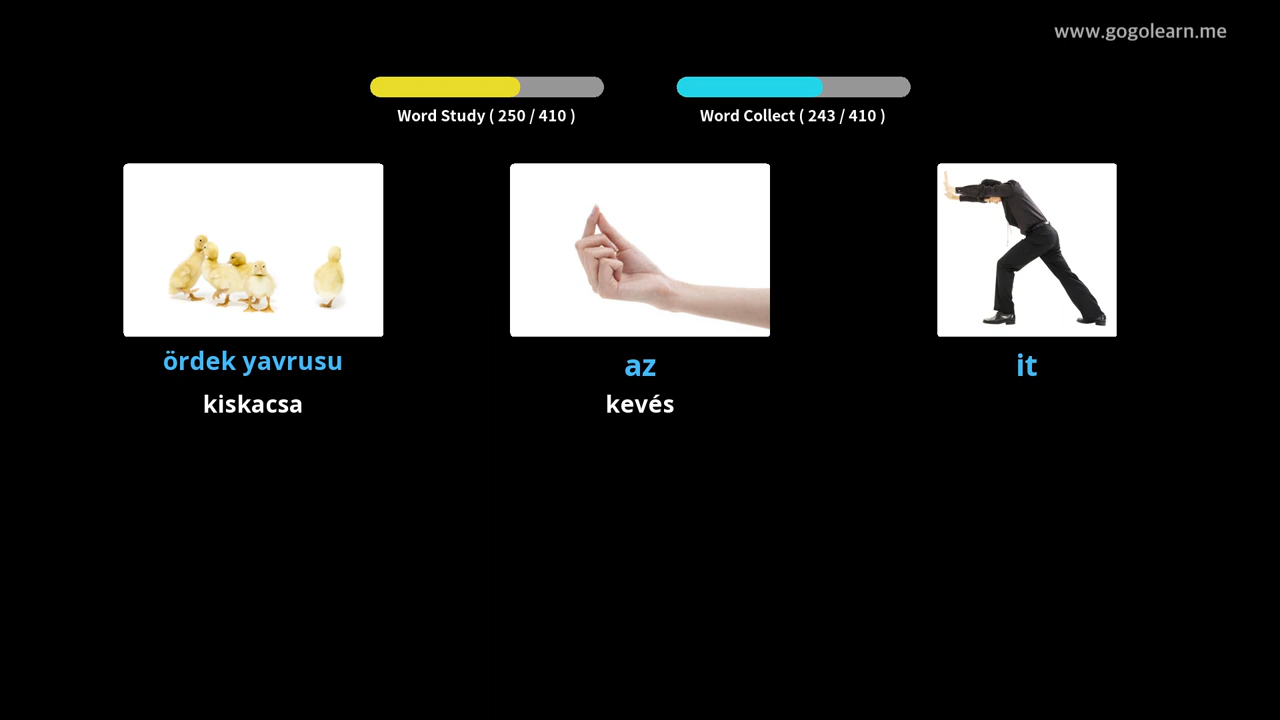 www.gogolearn.me
Word Study ( 250 / 410 )
Word Collect ( 243 / 410 )
ördek yavrusu
kiskacsa
az
kevés
it